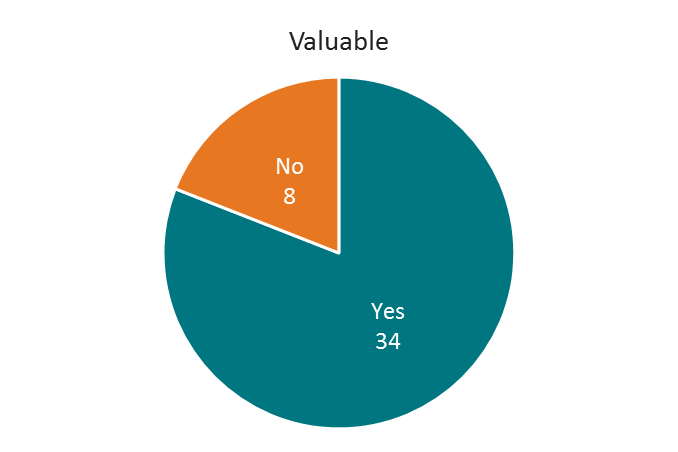 Valuable
No
8
Yes
34